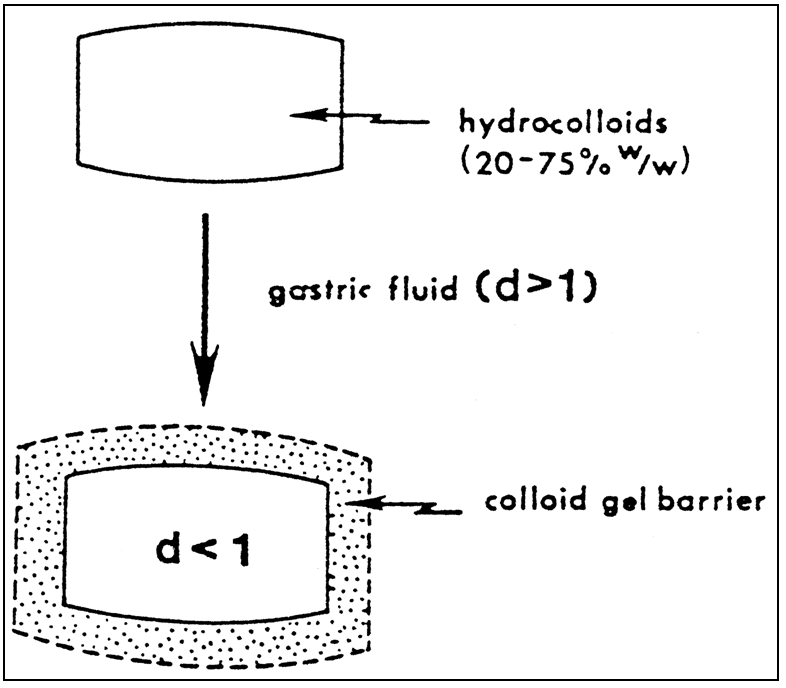 hydrocolloids
(20-75% w/w)
gastric fluid (d>1)
colloid gel barrier
d < 1